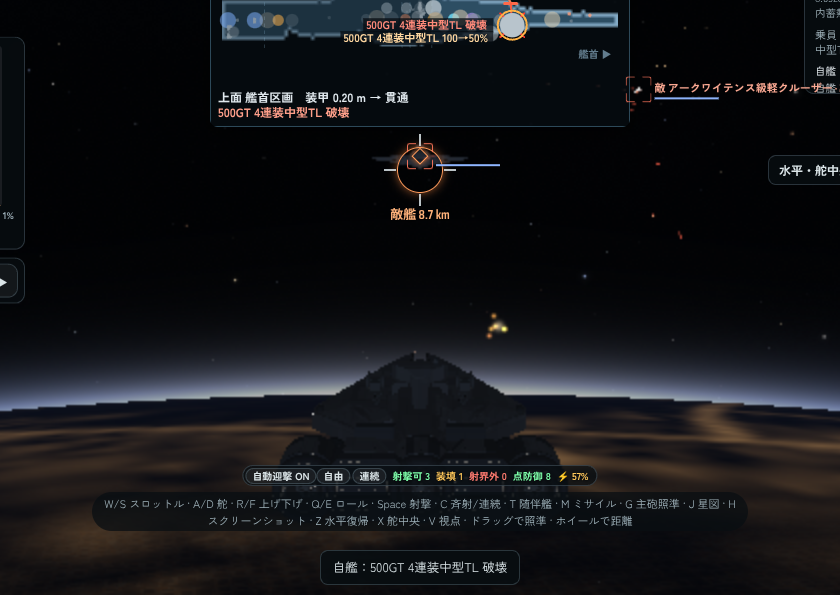 500GT 4連装中型TL 破壊
500GT 4連装中型TL 100→50%
艦首 ▶
上面 艦首区画 装甲 0.20 m → 貫通
500GT 4連装中型TL 破壊
内蓄
乗員
中型T
自艦
敵 アークワイテンス級軽クルーザー
水平・舵中
敵艦 8.7 km
1%
▶
自動迎撃 ON 自由 連続 射撃可 3 装填 1 射界外 0 点防御 8 ⚡ 57%
W/S スロットル · A/D 舵 · R/F 上げ下げ · Q/E ロール · Space 射撃 · C 斉射/連続 · T 随伴艦 · M ミサイル · G 主砲照準 · J 星図 · H
スクリーンショット · Z 水平復帰 · X 舵中央 · V 視点 · ドラッグで照準 · ホイールで距離
自艦：500GT 4連装中型TL 破壊